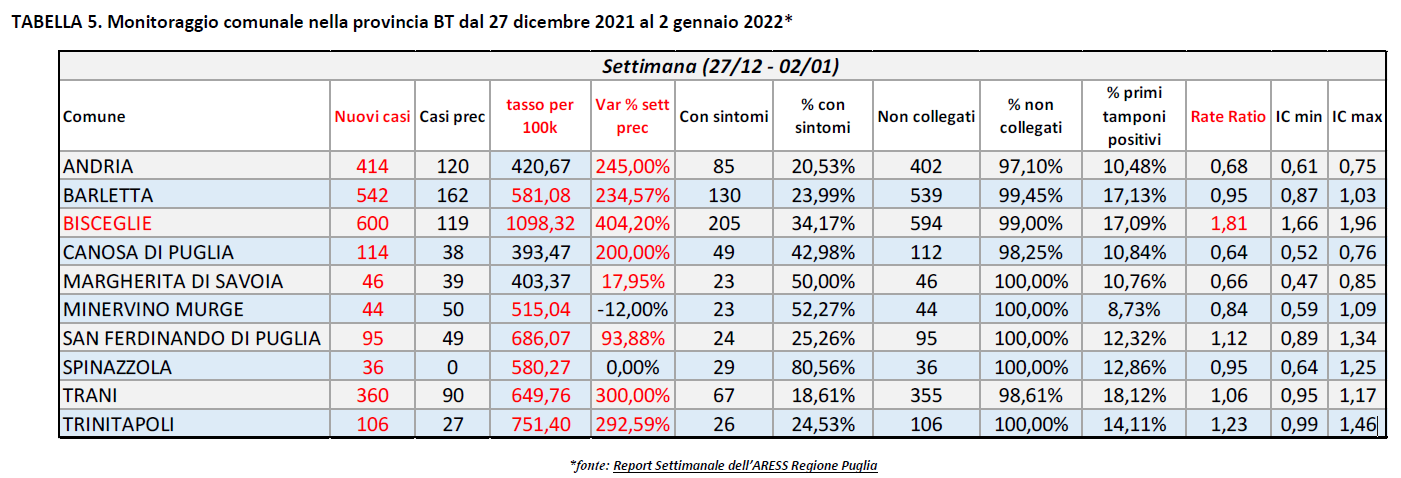 TABELLA 5. Monitoraggio comunale nella provincia BT dal 27 dicembre 2021 al 2 gennaio 2022*
Settimana (27/12 - 02/01)
Comune Nuovi casi Casi prec tasso per 100k Var % sett prec Con sintomi % con sintomi Non collegati % non collegati % primi tamponi positivi Rate Ratio IC min IC max
ANDRIA 414 120 420,67 245,00% 85 20,53% 402 97,10% 10,48% 0,68 0,61 0,75
BARLETTA 542 162 581,08 234,57% 130 23,99% 539 99,45% 17,13% 0,95 0,87 1,03
BISCEGLIE 600 119 1098,32 404,20% 205 34,17% 594 99,00% 17,09% 1,81 1,66 1,96
CANOSA DI PUGLIA 114 38 393,47 200,00% 49 42,98% 112 98,25% 10,84% 0,64 0,52 0,76
MARGHERITA DI SAVOIA 46 39 403,37 17,95% 23 50,00% 46 100,00% 10,76% 0,66 0,47 0,85
MINERVINO MURGE 44 50 515,04 -12,00% 23 52,27% 44 100,00% 8,73% 0,84 0,59 1,09
SAN FERDINANDO DI PUGLIA 95 49 686,07 93,88% 24 25,26% 95 100,00% 12,32% 1,12 0,89 1,34
SPINAZZOLA 36 0 580,27 0,00% 29 80,56% 36 100,00% 12,86% 0,95 0,64 1,25
TRANI 360 90 649,76 300,00% 67 18,61% 355 98,61% 18,12% 1,06 0,95 1,17
TRINITAPOLI 106 27 751,40 292,59% 26 24,53% 106 100,00% 14,11% 1,23 0,99 1,46
*fonte: Report Settimanale dell'ARESS Regione Puglia